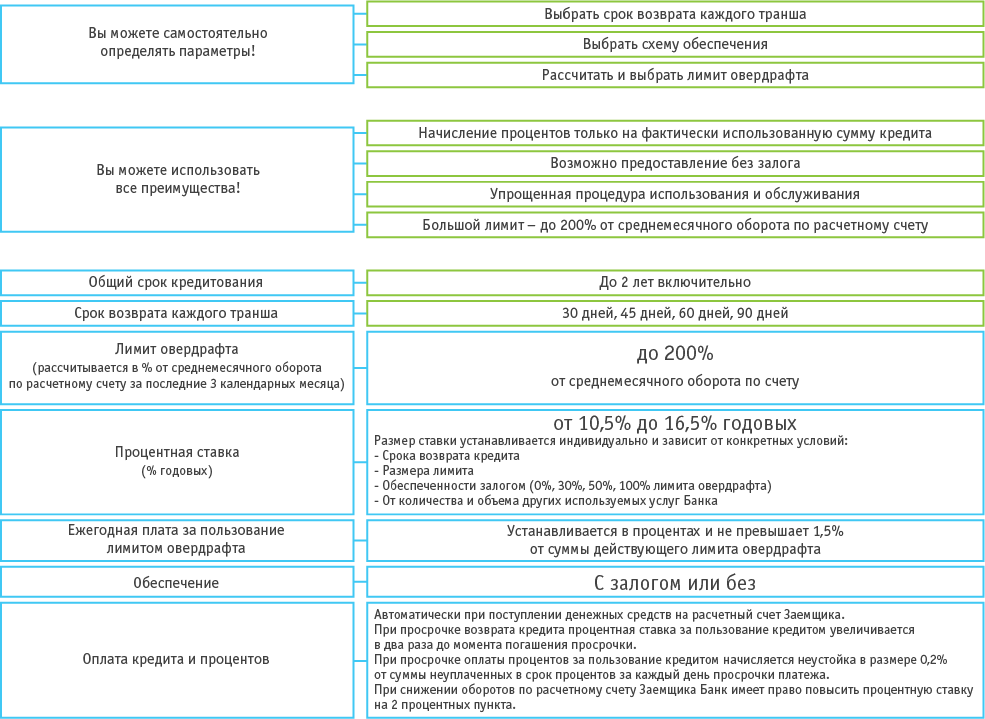 Вы можете самостоятельно
определять параметры!
Выбрать срок возврата каждого транша
Выбрать схему обеспечения
Рассчитать и выбрать лимит овердрафта
Вы можете использовать
все преимущества!
Начисление процентов только на фактически использованную сумму кредита
Возможно предоставление без залога
Упрощенная процедура использования и обслуживания
Большой лимит – до 200% от среднемесячного оборота по расчетному счету
Общий срок кредитования
До 2 лет включительно
Срок возврата каждого транша
30 дней, 45 дней, 60 дней, 90 дней
Лимит овердрафта
(рассчитывается в % от среднемесячного оборота
по расчетному счету за последние 3 календарных месяца)
до 200%
от среднемесячного оборота по счету
Процентная ставка
(% годовых)
от 10,5% до 16,5% годовых
Размер ставки устанавливается индивидуально и зависит от конкретных условий:
- Срока возврата кредита
- Размера лимита
- Обеспеченности залогом (0%, 30%, 50%, 100% лимита овердрафта)
- От количества и объема других используемых услуг Банка
Ежегодная плата за пользование
лимитом овердрафта
Устанавливается в процентах и не превышает 1,5%
от суммы действующего лимита овердрафта
Обеспечение
С залогом или без
Оплата кредита и процентов
Автоматически при поступлении денежных средств на расчетный счет Заемщика.
При просрочке возврата кредита процентная ставка за пользование кредитом увеличивается
в два раза до момента погашения просрочки.
При просрочке оплаты процентов за пользование кредитом начисляется неустойка в размере 0,2%
от суммы неуплаченных в срок процентов за каждый день просрочки платежа.
При снижении оборотов по расчетному счету Заемщика Банк имеет право повысить процентную ставку
на 2 процентных пункта.